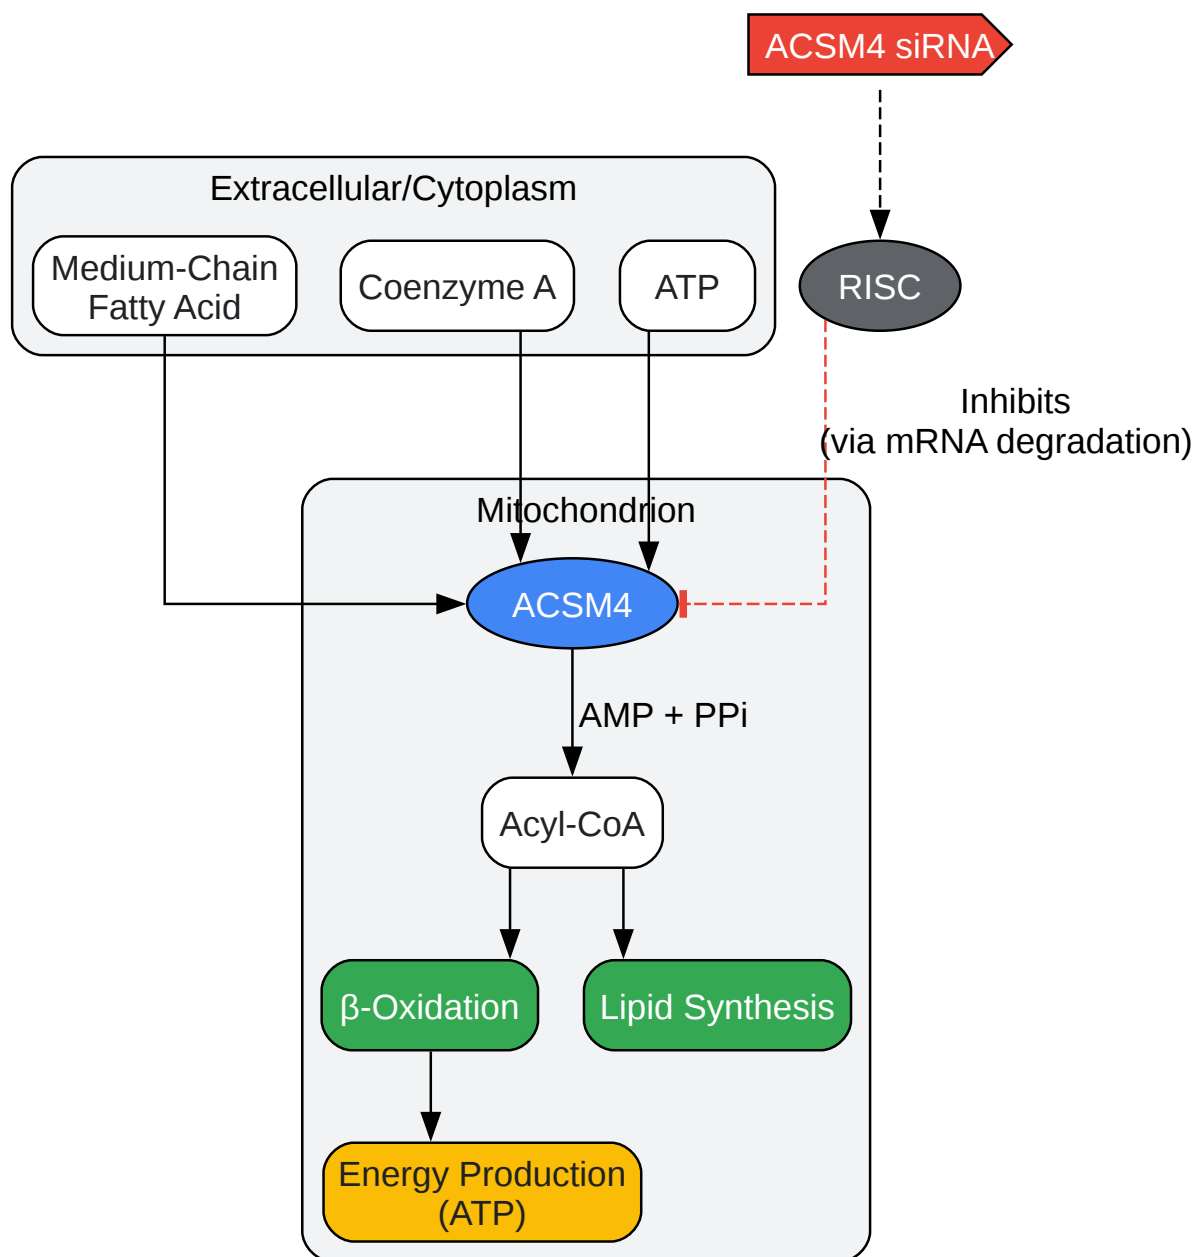 ACSM4 siRNA
Extracellular/Cytoplasm
Medium-Chain
Fatty Acid
Coenzyme A
ATP
RISC
Inhibits
(via mRNA degradation)
Mitochondrion
ACSM4
AMP + PPi
Acyl-CoA
β-Oxidation
Lipid Synthesis
Energy Production
(ATP)